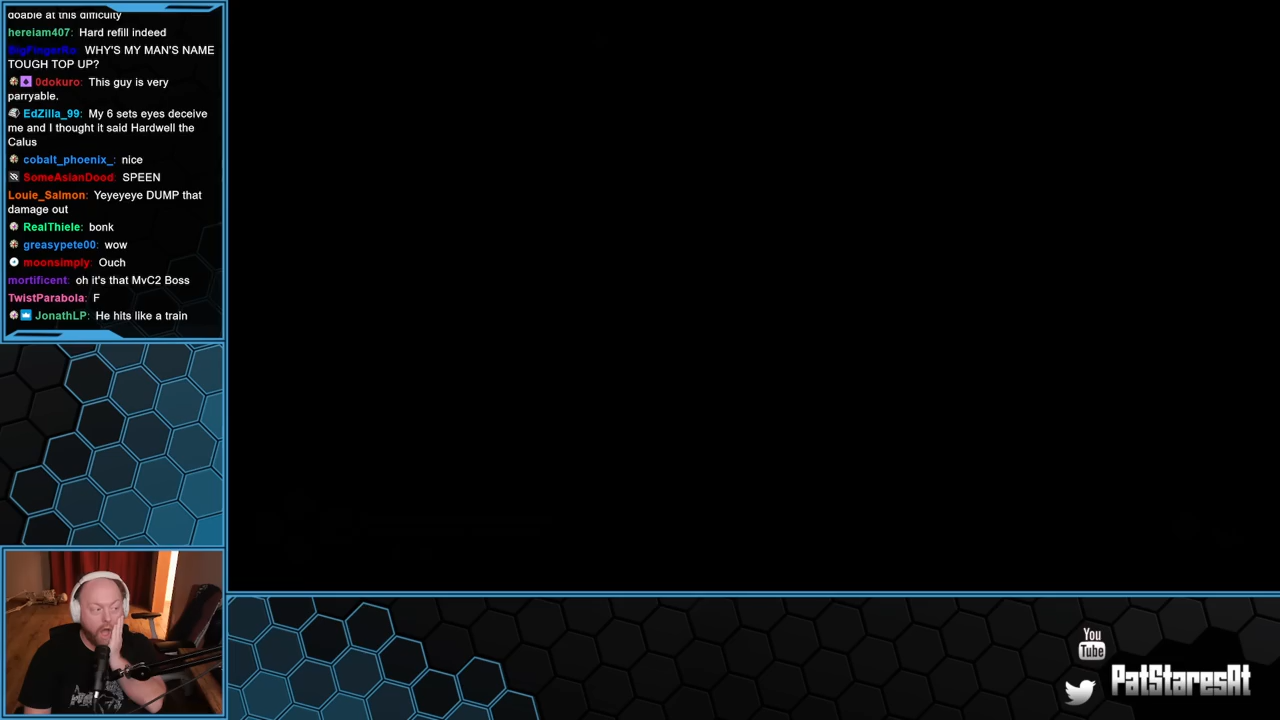 doable at this difficulty
hereiam407: Hard refill indeed
BigFingerRo: WHY'S MY MAN'S NAME
TOUGH TOP UP?
0dokuro: This guy is very
parryable.
EdZilla_99: My 6 sets eyes deceive
me and I thought it said Hardwell the
Calus
cobalt_phoenix_: nice
SomeAsianDood: SPEEN
Louie_Salmon: Yeyeyeye DUMP that
damage out
RealThiele: bonk
greasypete00: wow
moonsimply: Ouch
mortificent: oh it's that MvC2 Boss
TwistParabola: F
JonathLP: He hits like a train
You
Tube
PatStaresAt